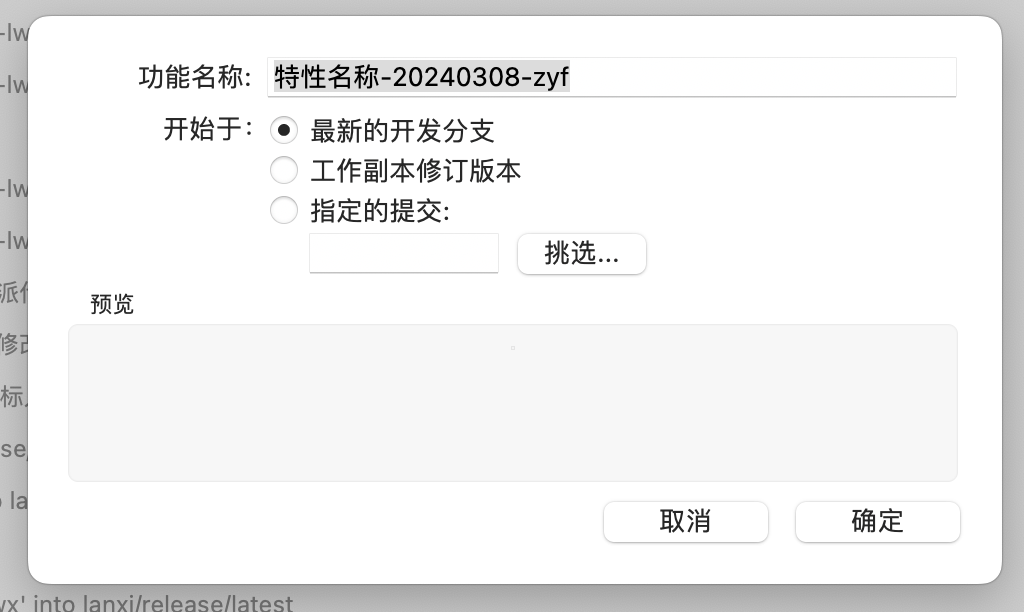 -lw
功能名称: 特性名称-20240308-zyf
-lw
开始于: 最新的开发分支
工作副本修订版本
-lw
指定的提交:
-lw
挑选...
预览
修改
标
se/
取消 确定
o la
wx' into lanxi/release/latest